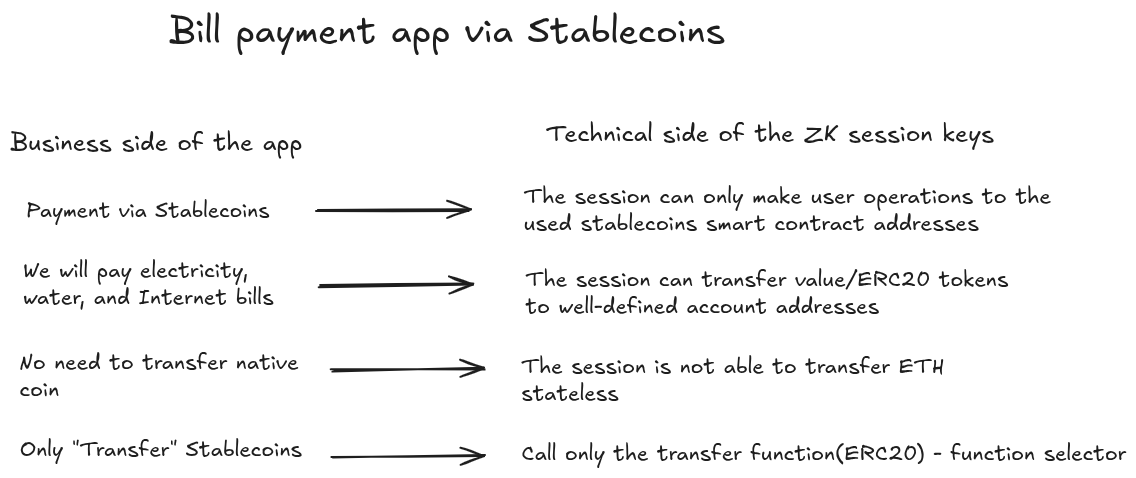 Bill payment app via Stablecoins
Business side of the app
Technical side of the ZK session keys
Payment via Stablecoins
The session can only make user operations to the
used stablecoins smart contract addresses
We will pay electricity,
water, and Internet bills
The session can transfer value/ERC20 tokens
to well-defined account addresses
No need to transfer native
coin
The session is not able to transfer ETH
stateless
Only "Transfer" Stablecoins
Call only the transfer function(ERC20) - function selector